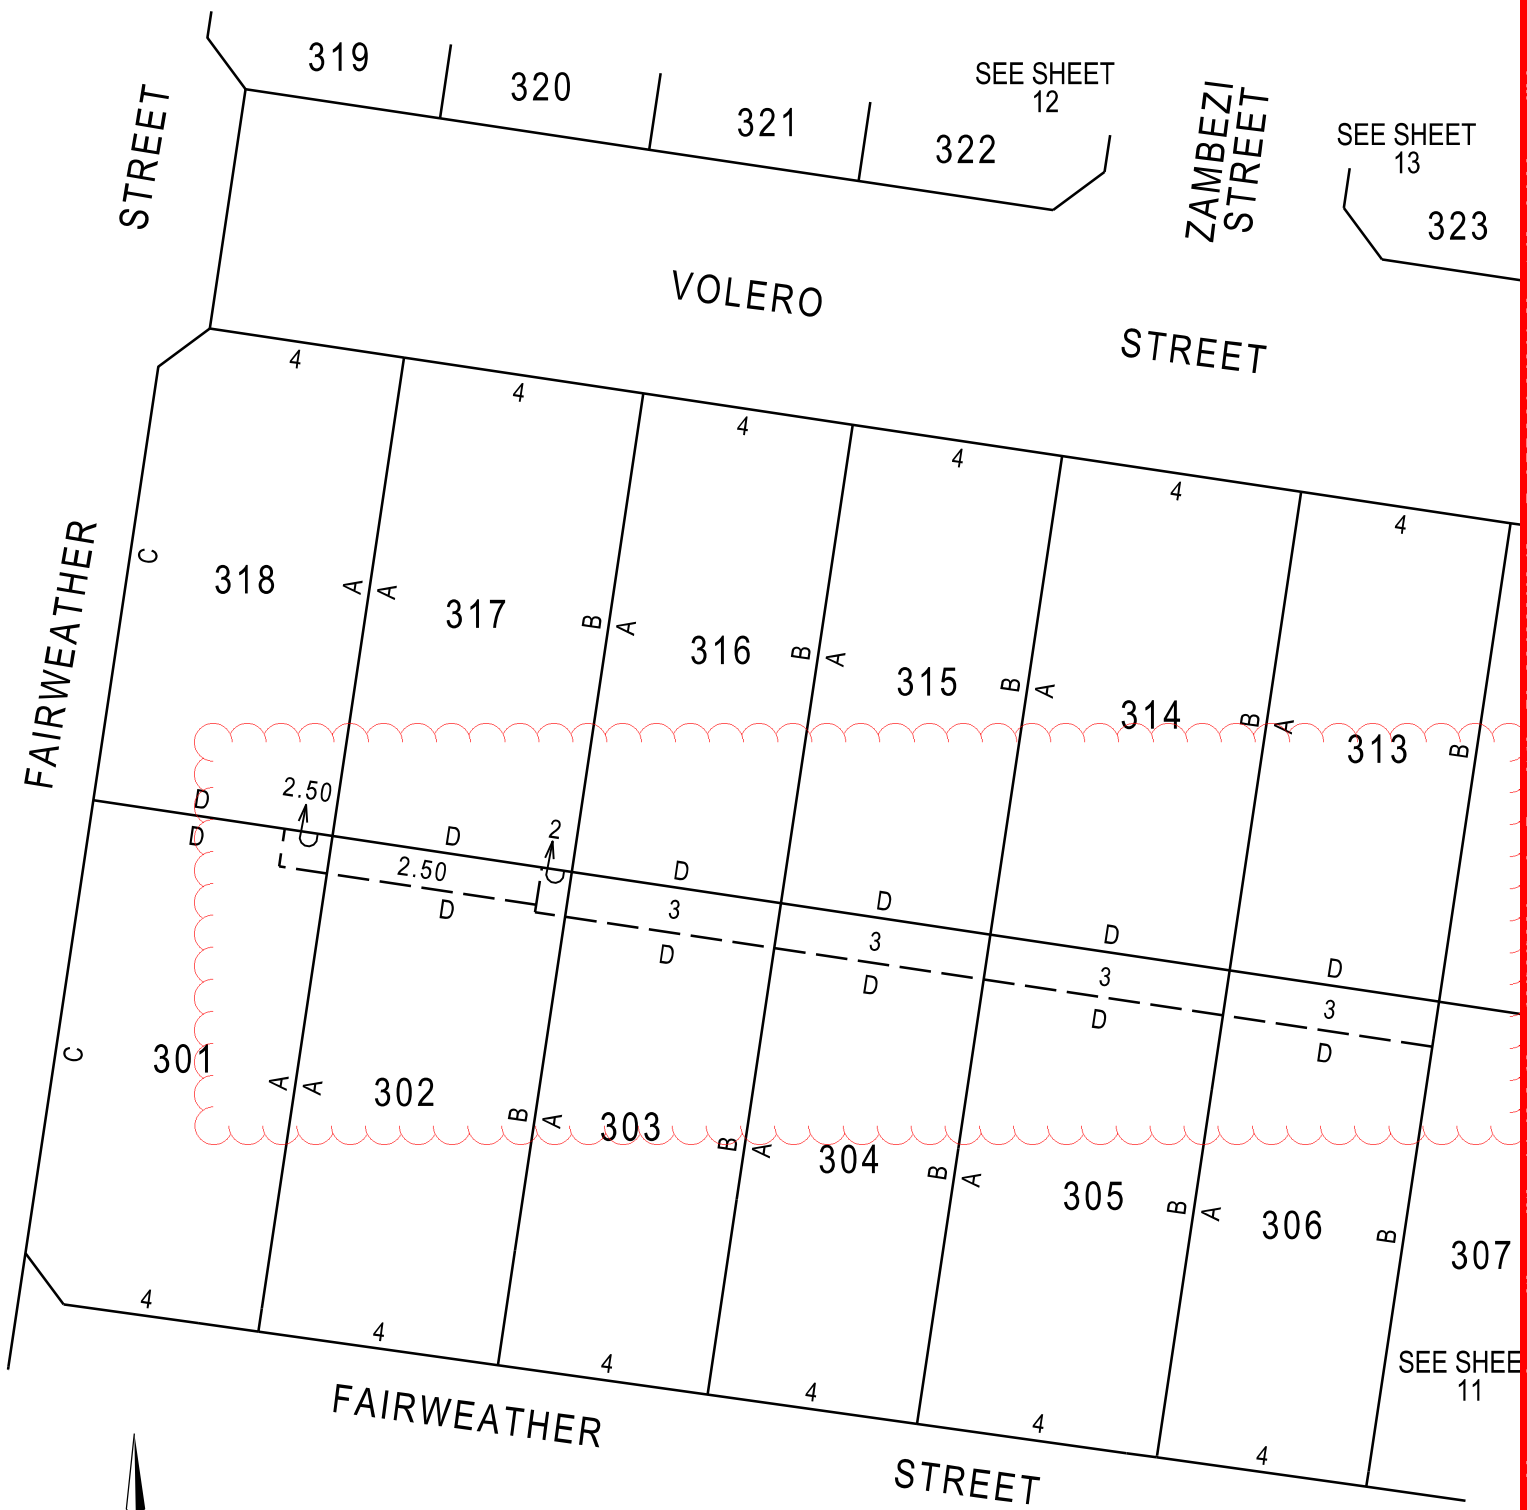 319
320
321
322
SEE SHEET
12
ZAMBEZI
STREET
SEE SHEET
13
323
STREET
VOLERO
STREET
4
4
4
4
4
4
FAIRWEATHER
C
318
A
A
317
B
A
316
B
A
315
B
A
314
B
A
313
B
D
D
2.50
D
2.50
D
2
D
3
D
D
3
D
D
3
D
D
3
D
C
301
A
A
302
B
A
303
B
A
304
B
A
305
B
A
306
B
307
4
4
4
4
4
4
SEE SHEE
11
FAIRWEATHER
STREET